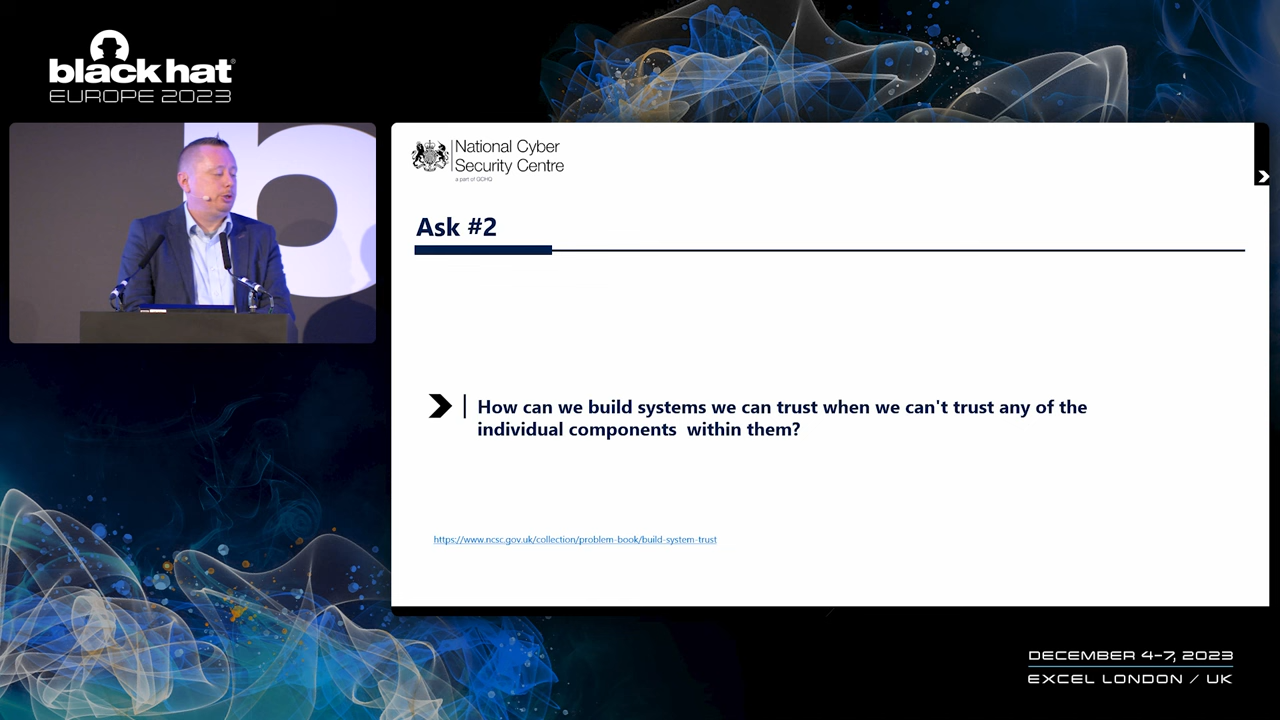 black hat®
EUROPE 2023
National Cyber
Security Centre
a part of GCHQ
Ask #2
How can we build systems we can trust when we can't trust any of the
individual components within them?
https://www.ncsc.gov.uk/collection/problem-book/build-system-trust
DECEMBER 4-7, 2023
EXCEL LONDON / UK